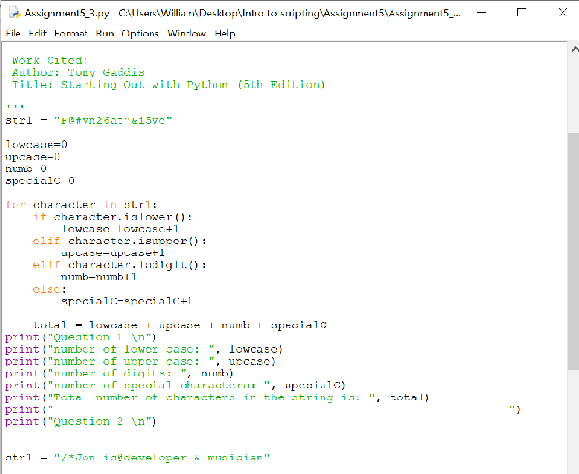 Assignment5_3.py - C:\Users\William\Desktop\Intro to scripting\Assignment5\Assignment5_...
File Edit Format Run Options Window Help
Work Cited:
Author: Tony Gaddis
Title: Starting Out with Python (5th Edition)
'''
str1 =
lowcase=0
upcase=0
numb=0
specialC=0
for character in str1:
if character.islower():
lowcase=lowcase+1
elif character.isupper():
upcase=upcase+1
elif character.isdigit():
numb=numb+1
else:
specialC=specialC+1
total = lowcase + upcase + numb + specialC
print("Question 1 \n")
print("number of lower case: ", lowcase)
print("number of upper case: ", upcase)
print("number of digits: ", numb)
print("number of special characters: ", specialC)
print("Total number of characters in the string is: ", total)
print(" ")
print("Question 2 \n")
str1 = "/*Jon is@developer & musician"